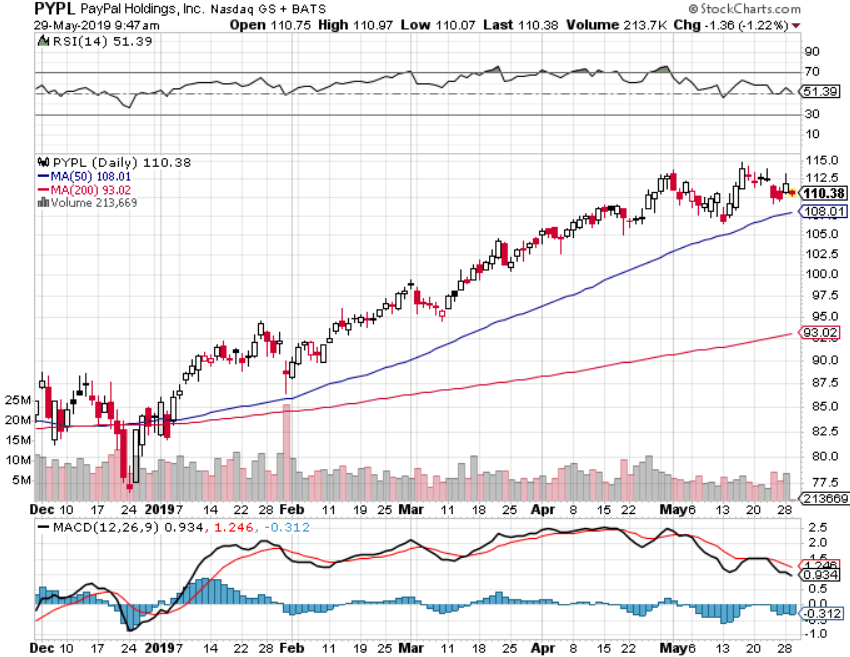 PYPL PayPal Holdings, Inc. Nasdaq GS + BATS © StockCharts.com
29-May-2019 9:47am Open 110.75 High 110.97 Low 110.07 Last 110.38 Volume 213.7K Chg -1.36 (-1.22%)
RSI(14) 51.39
90
70
51.39
30
10
PYPL (Daily) 110.38
MA(50) 108.01
MA(200) 93.02
Volume 213,669
115.0
112.5
110.38
108.01
105.0
102.5
100.0
97.5
95.0
93.02
90.0
87.5
85.0
82.5
80.0
77.5
213669
25M
20M
15M
10M
5M
Dec 10 17 24 2019 7 14 22 28 Feb 11 19 25 Mar 11 18 25 Apr 8 15 22 May 6 13 20 28
MACD(12,26,9) 0.934, 1.246, -0.312
2.5
2.0
1.5
1.246
0.934
0.5
0.0
-0.312
-1.0
Dec 10 17 24 2019 7 14 22 28 Feb 11 19 25 Mar 11 18 25 Apr 8 15 22 May 6 13 20 28